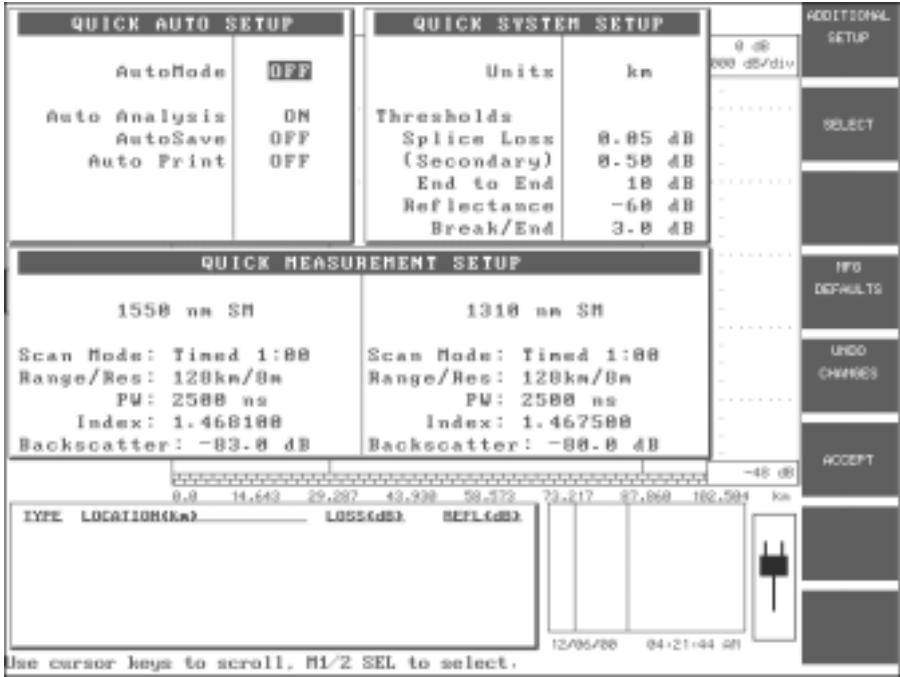 QUICK AUTO SETUP
AutoMode OFF
Auto Analysis ON
AutoSave OFF
Auto Print OFF
QUICK SYSTEM SETUP
Units km
Thresholds
Splice Loss 0.05 dB
(Secondary) 0.50 dB
End to End 10 dB
Reflectance -60 dB
Break/End 3.0 dB
0 dB
000 dB/div
ADDITIONAL
SETUP
SELECT
MFG
DEFAULTS
UNDO
CHANGES
ACCEPT
QUICK MEASUREMENT SETUP
1550 nm SM
Scan Mode: Timed 1:00
Range/Res: 128km/8m
PW: 2500 ns
Index: 1.468100
Backscatter: -83.0 dB
1310 nm SM
Scan Mode: Timed 1:00
Range/Res: 128km/8m
PW: 2500 ns
Index: 1.467500
Backscatter: -80.0 dB
-48 dB
0.0 14.643 29.287 43.930 58.573 73.217 87.860 102.504 km
TYPE LOCATION(km) LOSS(dB) REFL(dB)
12/06/00 04:21:44 AM
Use cursor keys to scroll, M1/2 SEL to select.